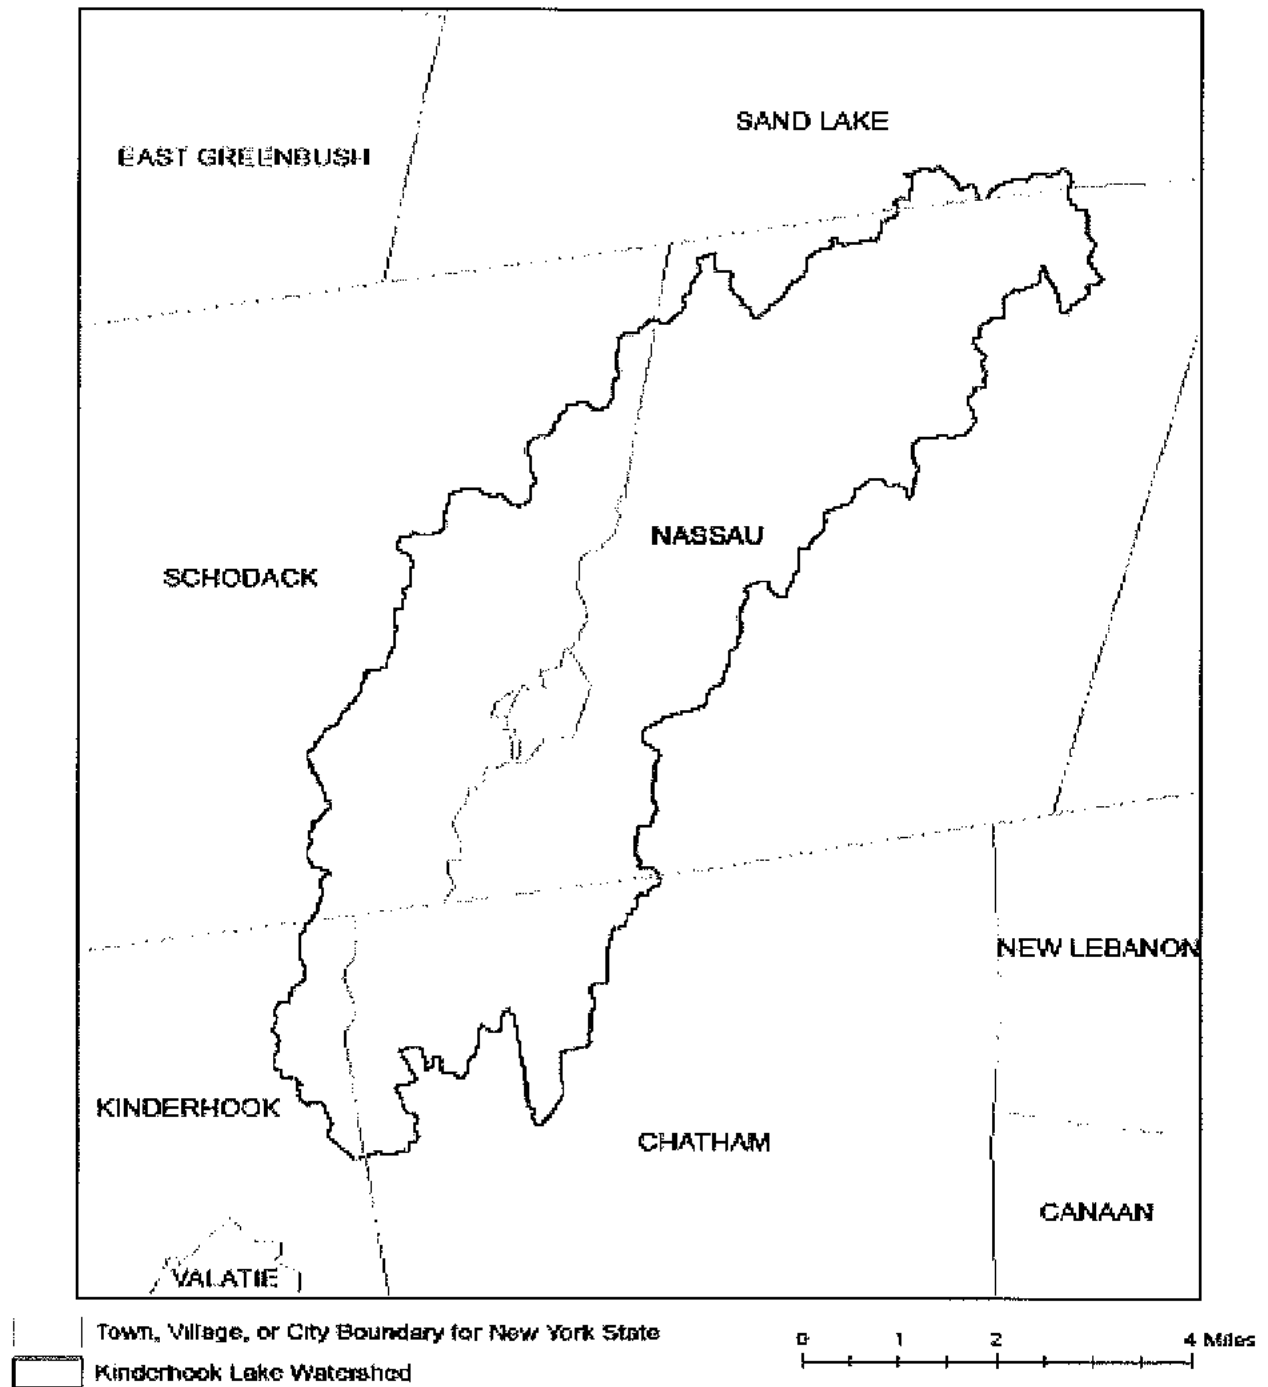 SAND LAKE
EAST GREENBUSH
NASSAU
SCHODACK
NEW LEBANON
KINDERHOOK
CHATHAM
CANAAN
VALATIE
Town, Village, or City Boundary for New York State
Kinderhook Lake Watershed
0 1 2 4 Miles